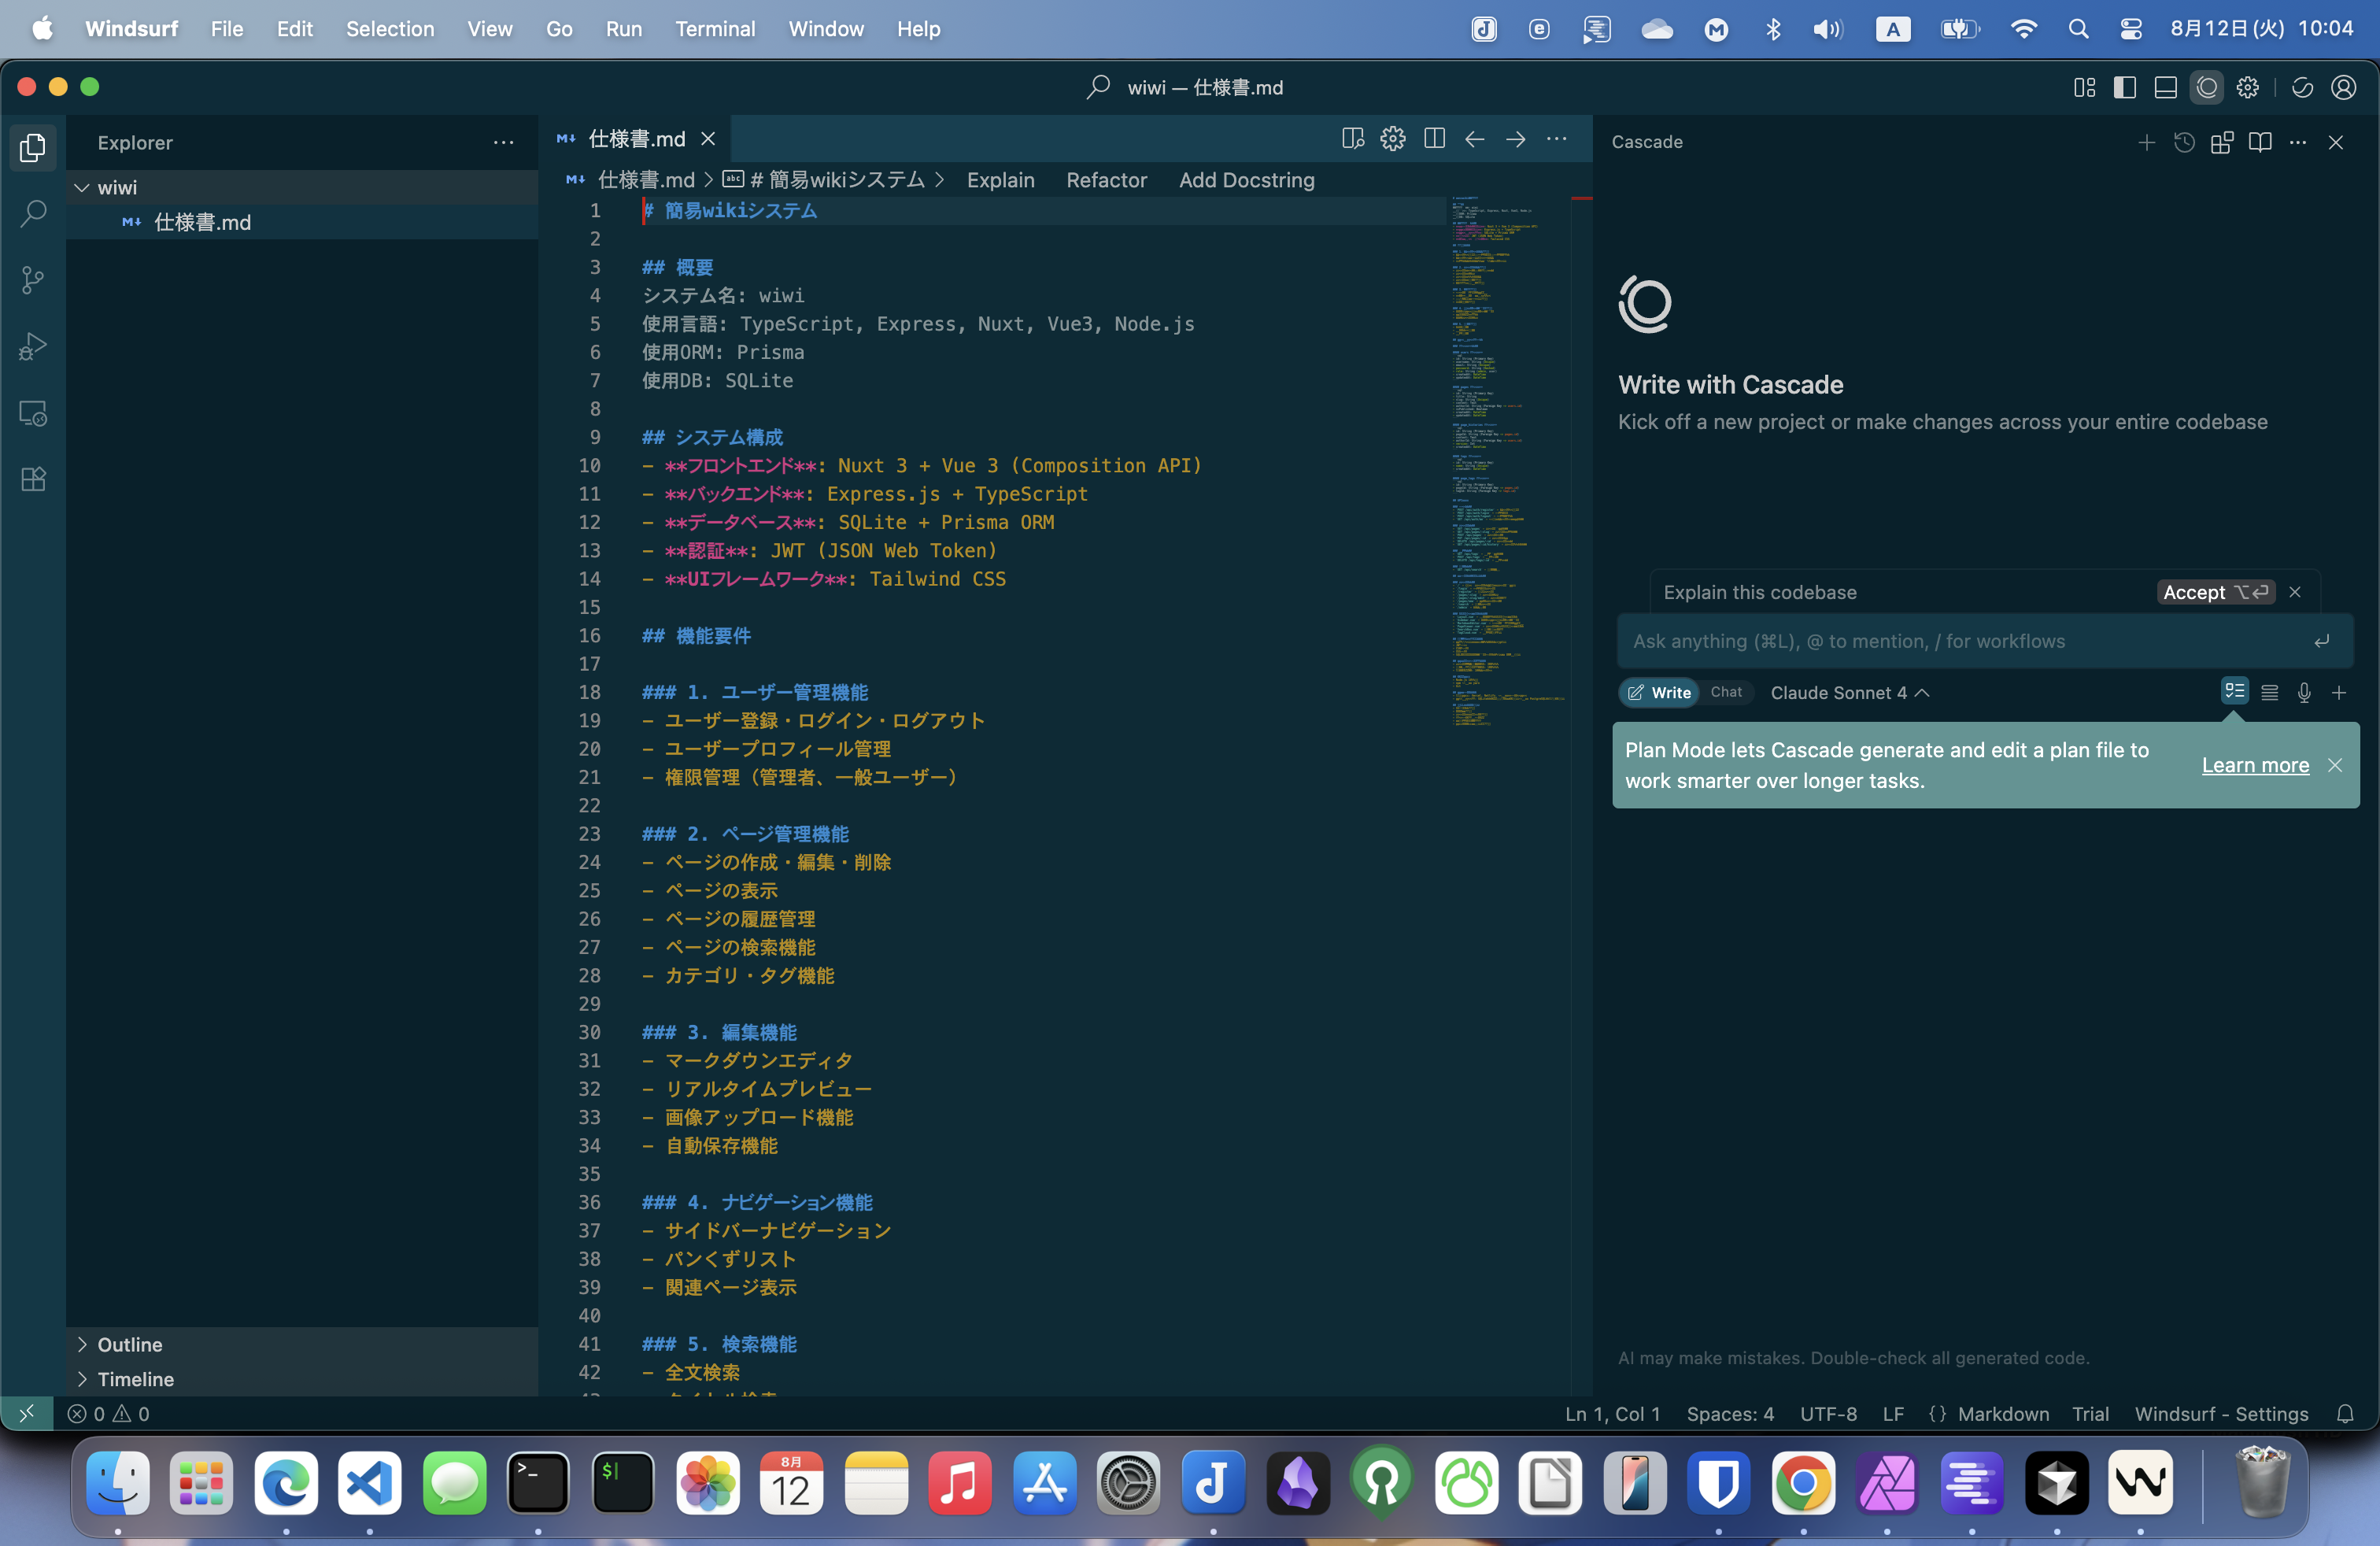 Windsurf File Edit Selection View Go Run Terminal Window Help
A 8月12日(火) 10:04
wiwi — 仕様書.md
Explorer
wiwi
仕様書.md
Outline
Timeline
仕様書.md
仕様書.md # 簡易wikiシステム Explain Refactor Add Docstring
1 # 簡易wikiシステム
2
3 ## 概要
4 システム名: wiwi
5 使用言語: TypeScript, Express, Nuxt, Vue3, Node.js
6 使用ORM: Prisma
7 使用DB: SQLite
8
9 ## システム構成
10 - **フロントエンド**: Nuxt 3 + Vue 3 (Composition API)
11 - **バックエンド**: Express.js + TypeScript
12 - **データベース**: SQLite + Prisma ORM
13 - **認証**: JWT (JSON Web Token)
14 - **UIフレームワーク**: Tailwind CSS
15
16 ## 機能要件
17
18 ### 1. ユーザー管理機能
19 - ユーザー登録・ログイン・ログアウト
20 - ユーザープロフィール管理
21 - 権限管理（管理者、一般ユーザー）
22
23 ### 2. ページ管理機能
24 - ページの作成・編集・削除
25 - ページの表示
26 - ページの履歴管理
27 - ページの検索機能
28 - カテゴリ・タグ機能
29
30 ### 3. 編集機能
31 - マークダウンエディタ
32 - リアルタイムプレビュー
33 - 画像アップロード機能
34 - 自動保存機能
35
36 ### 4. ナビゲーション機能
37 - サイドバーナビゲーション
38 - パンくずリスト
39 - 関連ページ表示
40
41 ### 5. 検索機能
42 - 全文検索
Cascade
Write with Cascade
Kick off a new project or make changes across your entire codebase
Explain this codebase Accept ⌥⏎
Ask anything (⌘L), @ to mention, / for workflows
Write Chat Claude Sonnet 4
Plan Mode lets Cascade generate and edit a plan file to
work smarter over longer tasks.
Learn more
AI may make mistakes. Double-check all generated code.
0 0
Ln 1, Col 1 Spaces: 4 UTF-8 LF {} Markdown Trial Windsurf - Settings
8月
12